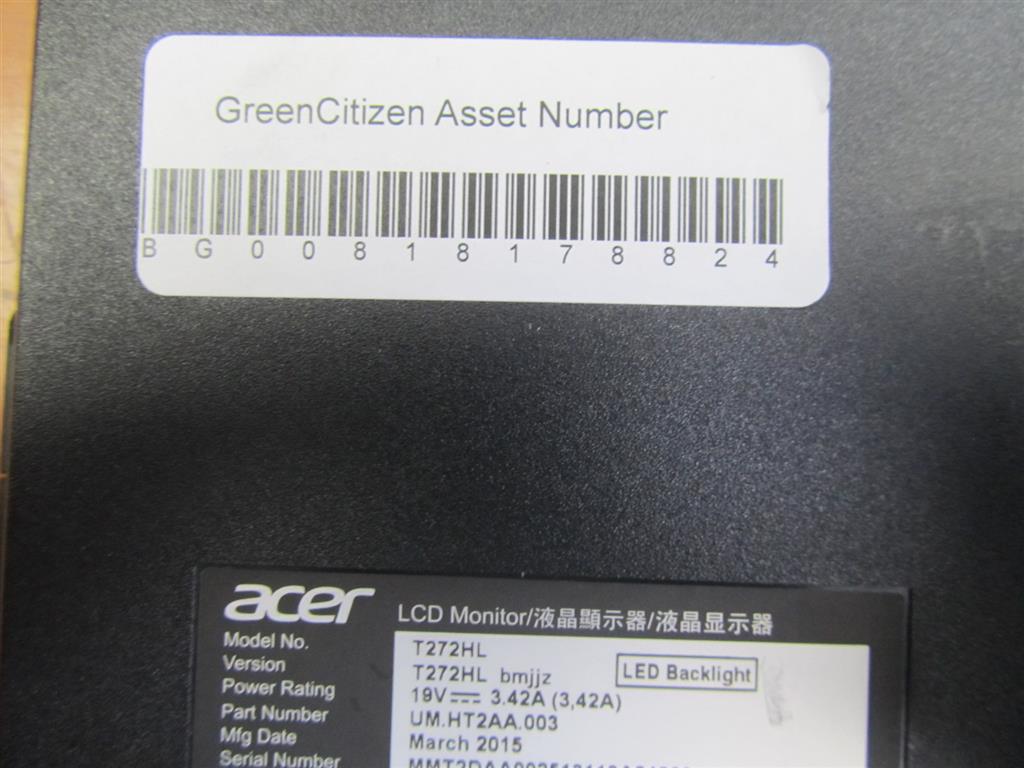 GreenCitizen Asset Number
BG00818178824
acer LCD Monitor/液晶顯示器/液晶显示器
Model No. T272HL
Version T272HL bmjjz LED Backlight
Power Rating 19V⎓ 3.42A (3,42A)
Part Number UM.HT2AA.003
Mfg Date March 2015
Serial Number